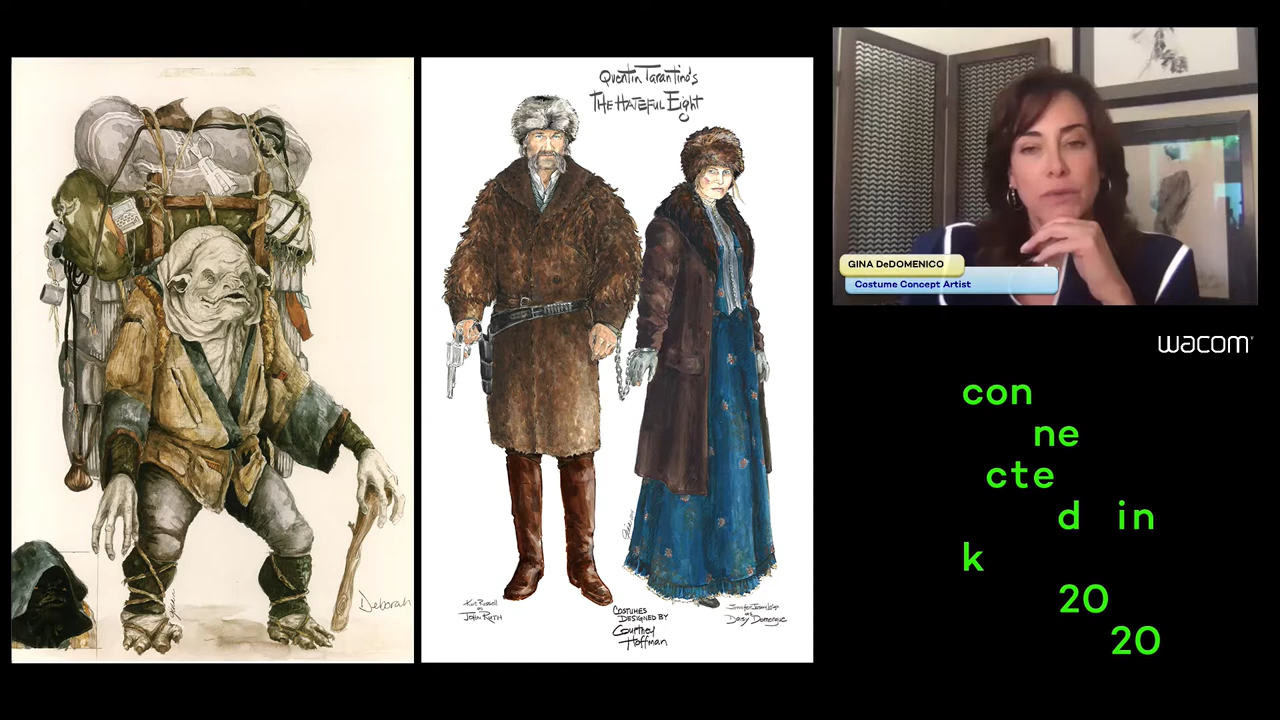 Quentin Tarantino's
THE HATEFUL EIGHT
Kurt Russell
as
JOHN RUTH
COSTUMES
DESIGNED BY
Courtney
Hoffman
Jennifer Jason Leigh
as
Daisy Domergue
Deborah
GINA DeDOMENICO
Costume Concept Artist
wacom
con
ne
cte
d in
k
20
20